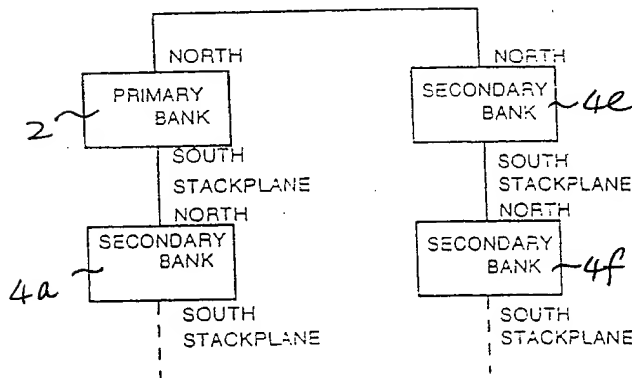 NORTH
PRIMARY
BANK
2
SOUTH
STACKPLANE
NORTH
SECONDARY
BANK
4a
SOUTH
STACKPLANE
NORTH
SECONDARY
BANK
4e
SOUTH
STACKPLANE
NORTH
SECONDARY
BANK
4f
SOUTH
STACKPLANE